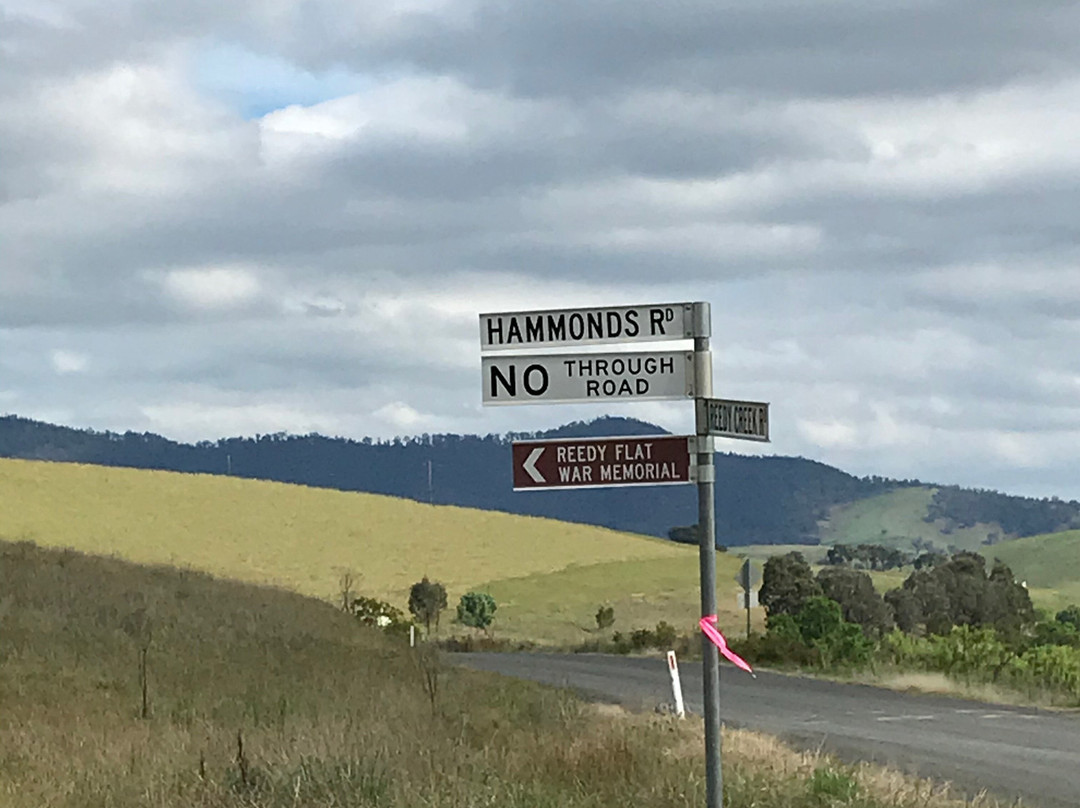 HAMMONDS RD
NO THROUGH
ROAD
REEDY CREEK RD
REEDY FLAT
WAR MEMORIAL